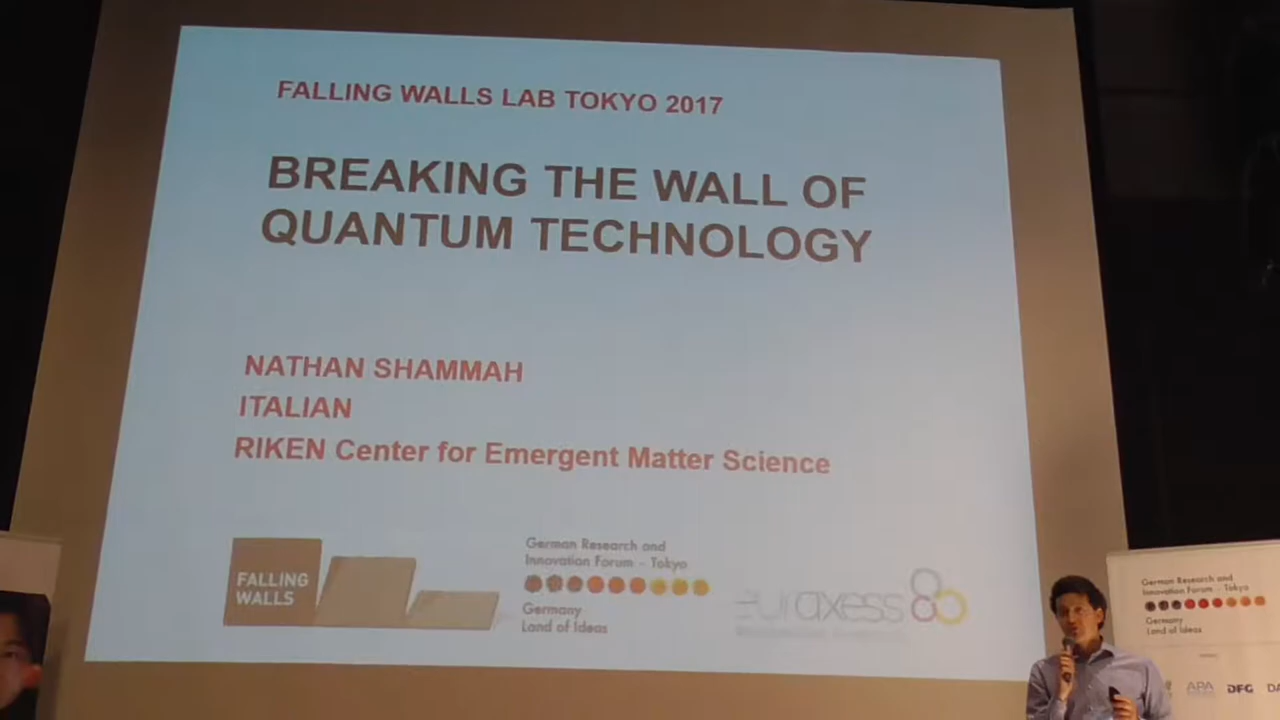 FALLING WALLS LAB TOKYO 2017
BREAKING THE WALL OF
QUANTUM TECHNOLOGY
NATHAN SHAMMAH
ITALIAN
RIKEN Center for Emergent Matter Science
FALLING
WALLS
German Research and
Innovation Forum – Tokyo
Germany
Land of Ideas
euraxess
German Research and
Innovation Forum – Tokyo
Germany
Land of Ideas
APA
DFG